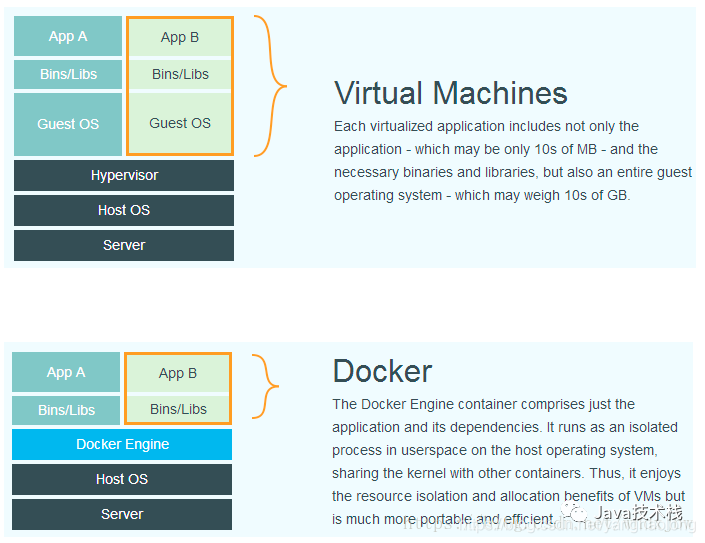 App A
App B
Bins/Libs
Bins/Libs
Guest OS
Guest OS
Hypervisor
Host OS
Server
Virtual Machines
Each virtualized application includes not only the
application - which may be only 10s of MB - and the
necessary binaries and libraries, but also an entire guest
operating system - which may weigh 10s of GB.
App A
App B
Bins/Libs
Bins/Libs
Docker Engine
Host OS
Server
Docker
The Docker Engine container comprises just the
application and its dependencies. It runs as an isolated
process in userspace on the host operating system,
sharing the kernel with other containers. Thus, it enjoys
the resource isolation and allocation benefits of VMs but
is much more portable and efficient.
Java技术栈